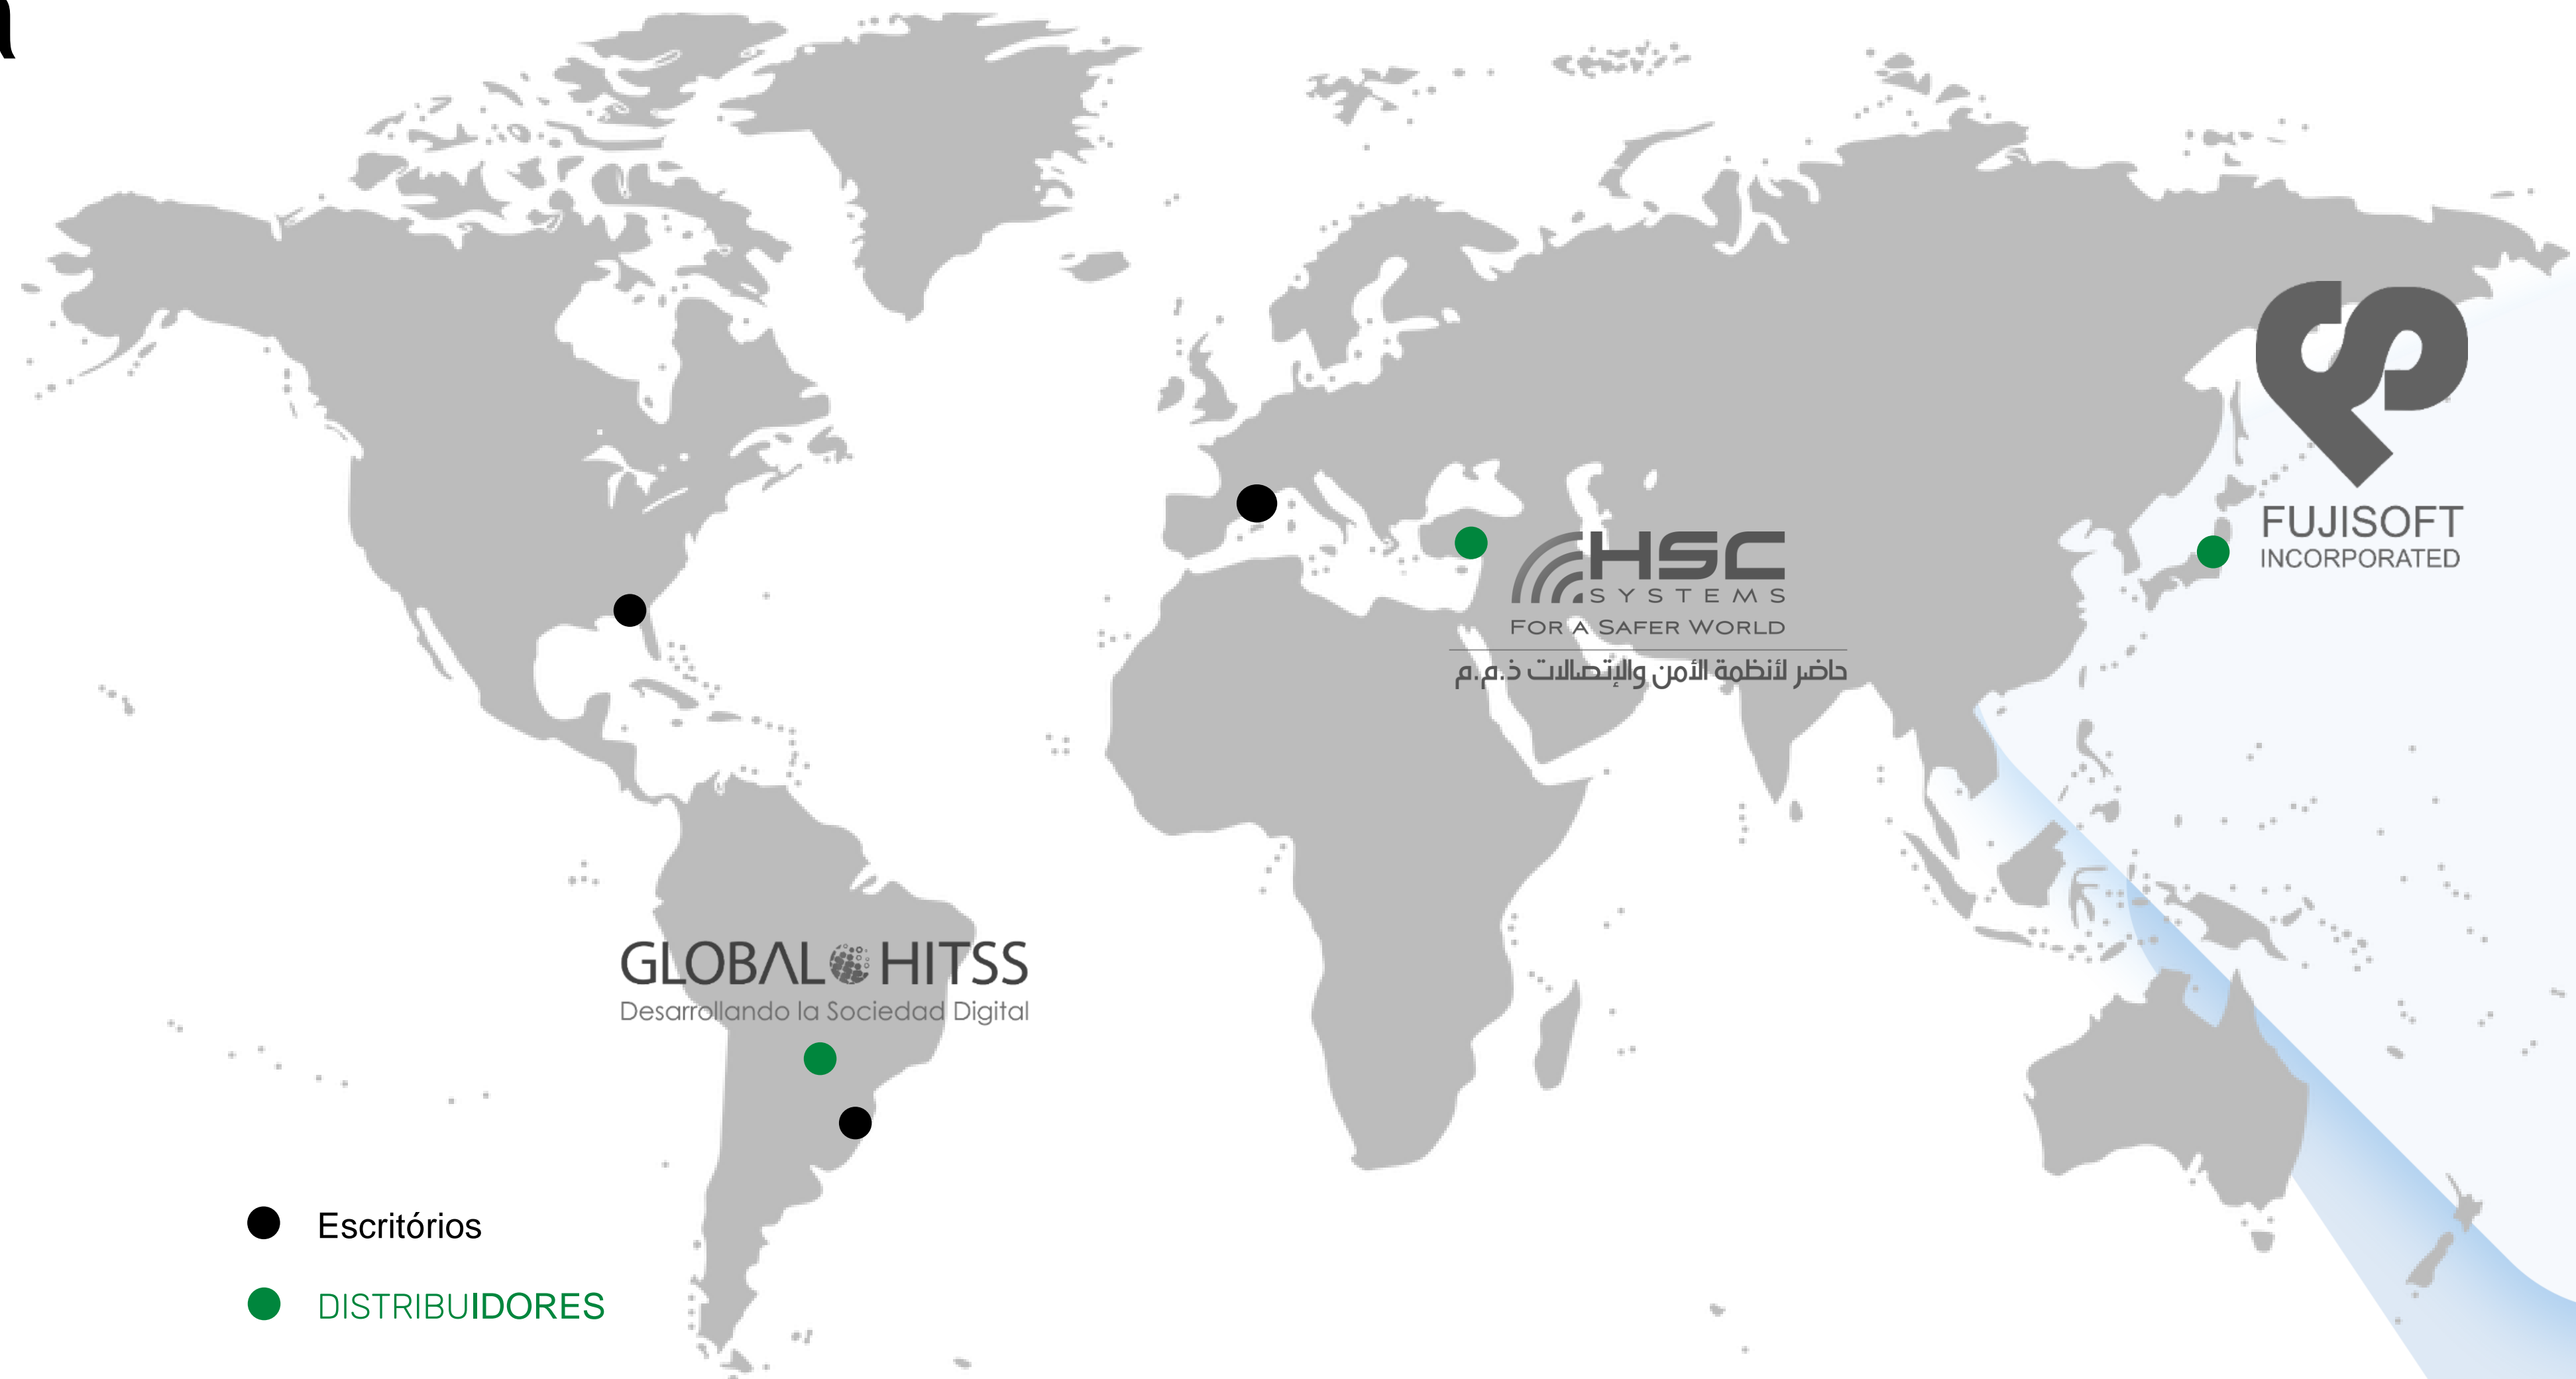 FUJISOFT
INCORPORATED
HSC
SYSTEMS
FOR A SAFER WORLD
حاضر لأنظمة الأمن والإتصالات ذ.م.م
GLOBAL HITSS
Desarrollando la Sociedad Digital
Escritórios
DISTRIBUIDORES